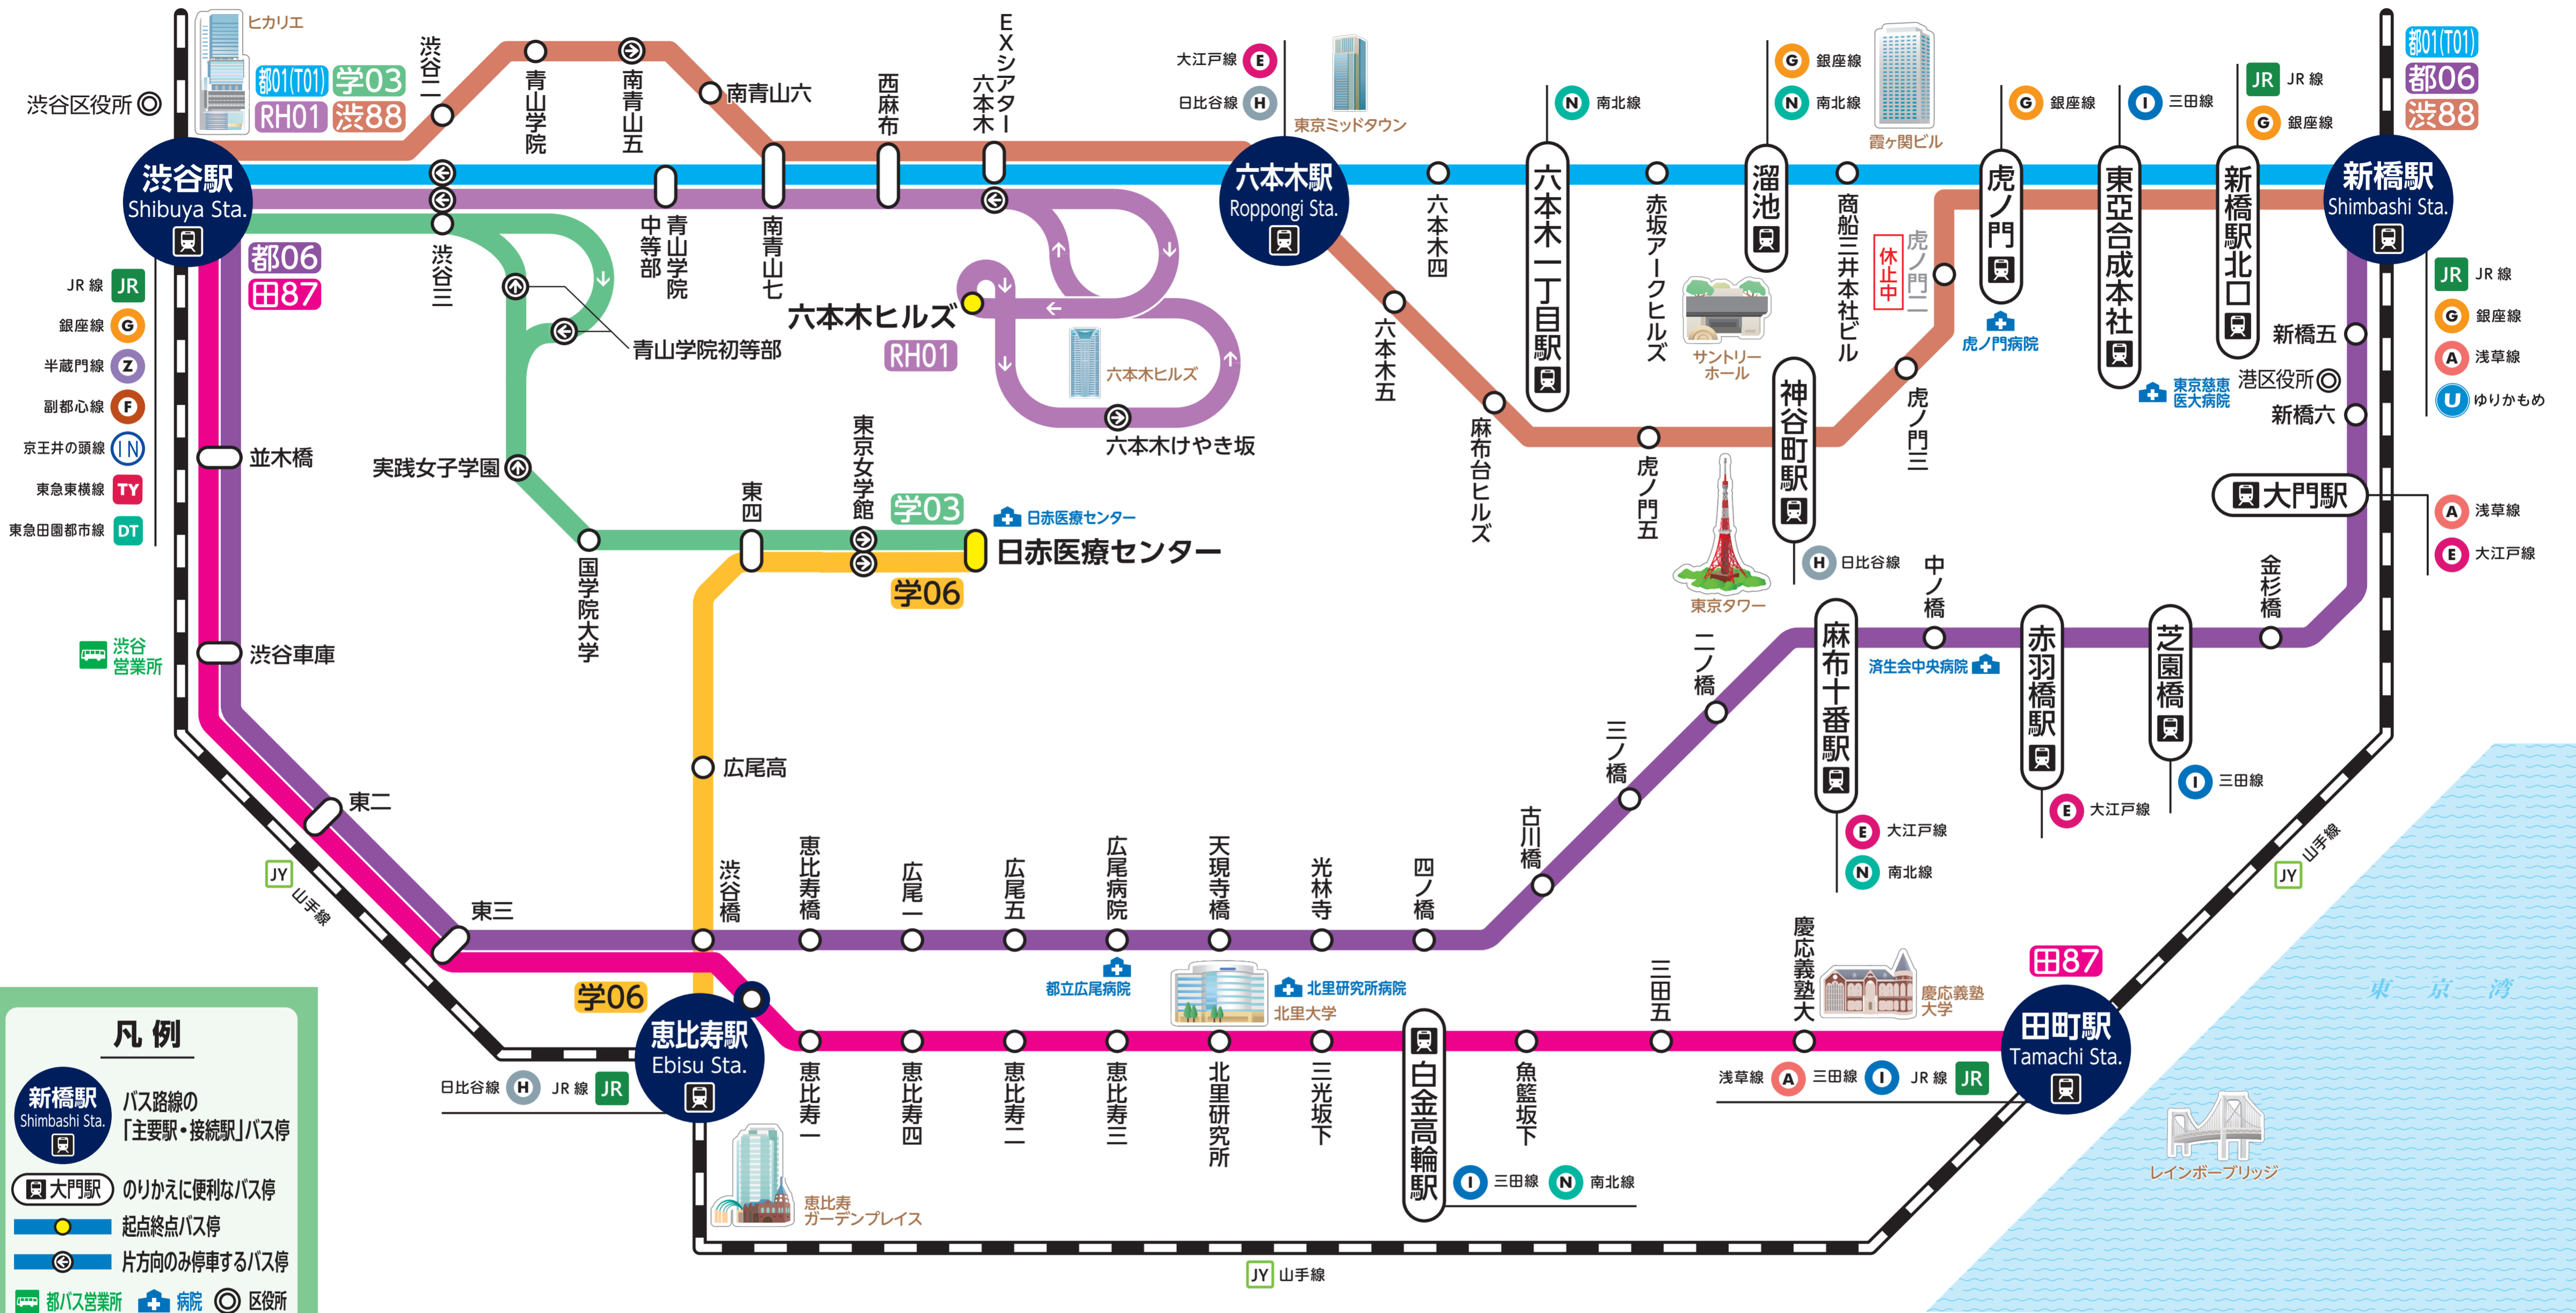 ヒカリエ
渋谷区役所
都01(T01)
学03
RH01
渋88
渋谷駅
Shibuya Sta.
都06
田87
JR線 JR
銀座線 G
半蔵門線 Z
副都心線 F
京王井の頭線 IN
東急東横線 TY
東急田園都市線 DT
渋谷二
青山学院
南青山五
南青山六
西麻布
EXシアター
六本木
渋谷三
青山学院
中等部
南青山七
青山学院初等部
実践女子学園
国学院大学
東四
東京女学館
学03
学06
日赤医療センター
日赤医療センター
六本木ヒルズ
RH01
六本木ヒルズ
六本木けやき坂
大江戸線 E
日比谷線 H
東京ミッドタウン
六本木駅
Roppongi Sta.
六本木四
N 南北線
六本木一丁目駅
赤坂アークヒルズ
G 銀座線
N 南北線
溜池
霞ヶ関ビル
商船三井本社ビル
サントリー
ホール
六本木五
麻布台ヒルズ
虎ノ門五
東京タワー
神谷町駅
H 日比谷線
虎ノ門三
休止中
虎ノ門二
G 銀座線
虎ノ門
虎ノ門病院
I 三田線
東亞合成本社
東京慈恵
医大病院
JR JR線
G 銀座線
新橋駅北口
都01(T01)
都06
渋88
新橋駅
Shimbashi Sta.
JR JR線
G 銀座線
A 浅草線
U ゆりかもめ
新橋五
港区役所
新橋六
大門駅
A 浅草線
E 大江戸線
金杉橋
芝園橋
I 三田線
赤羽橋駅
E 大江戸線
中ノ橋
済生会中央病院
麻布十番駅
E 大江戸線
N 南北線
二ノ橋
三ノ橋
古川橋
四ノ橋
光林寺
天現寺橋
広尾病院
都立広尾病院
広尾五
広尾一
恵比寿橋
渋谷橋
広尾高
並木橋
渋谷
営業所
渋谷車庫
東二
東三
JY 山手線
学06
恵比寿駅
Ebisu Sta.
日比谷線 H JR線 JR
恵比寿
ガーデンプレイス
恵比寿一
恵比寿四
恵比寿二
恵比寿三
北里研究所病院
北里大学
北里研究所
三光坂下
白金高輪駅
I 三田線 N 南北線
魚籃坂下
三田五
慶応義塾大
慶応義塾
大学
田87
田町駅
Tamachi Sta.
浅草線 A 三田線 I JR線 JR
JY 山手線
JY 山手線
東京湾
レインボーブリッジ
凡例
新橋駅
Shimbashi Sta.
バス路線の
「主要駅・接続駅」バス停
大門駅 のりかえに便利なバス停
起点終点バス停
片方向のみ停車するバス停
都バス営業所 病院 区役所